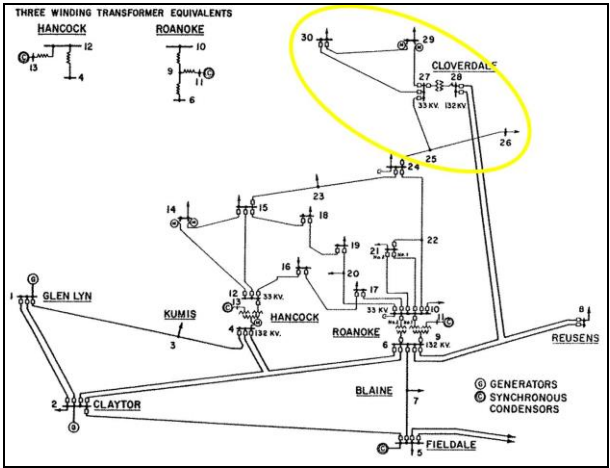 THREE WINDING TRANSFORMER EQUIVALENTS
HANCOCK
ROANOKE
12
C
13
4
10
9
C
11
6
30
29
CLOVERDALE
27
28
33 KV.
132 KV
26
25
24
C
23
14
15
18
19
20
21
22
16
17
12
33 KV.
13
C
HANCOCK
4
132 KV.
33 KV.
10
C
11
C
ROANOKE
6
9
132 KV.
G
1
GLEN LYN
KUMIS
3
8
REUSENS
BLAINE
7
G GENERATORS
C SYNCHRONOUS
CONDENSORS
2
CLAYTOR
G
C
5
FIELDALE